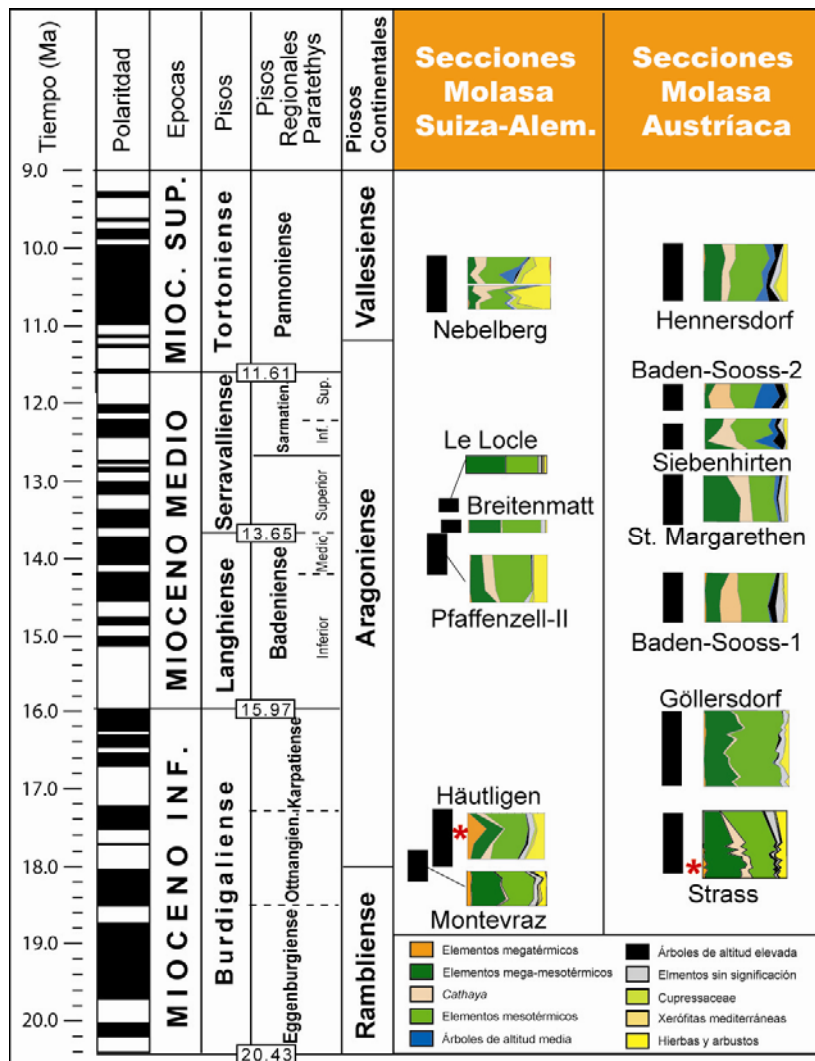 Tiempo (Ma)
Polaritdad
Epocas
Pisos
Pisos
Regionales
Paratethys
Piosos
Continentales
Secciones
Molasa
Suiza-Alem.
Secciones
Molasa
Austríaca
9.0
10.0
11.0
12.0
13.0
14.0
15.0
16.0
17.0
18.0
19.0
20.0
MIOC. SUP.
MIOCENO MEDIO
MIOCENO INF.
Tortoniense
Serravalliense
Langhiense
Burdigaliense
11.61
13.65
15.97
20.43
Pannoniense
Sarmatien.
Sup.
Inf.
Badeniense
Superior
Medio
Inferior
Karpatiense
Ottnangien.
Eggenburgiense
Vallesiense
Aragoniense
Rambliense
Nebelberg
Le Locle
Breitenmatt
Pfaffenzell-II
Häutligen
*
Montevraz
Hennersdorf
Baden-Sooss-2
Siebenhirten
St. Margarethen
Baden-Sooss-1
Göllersdorf
*
Strass
Elementos megatérmicos
Elementos mega-mesotérmicos
Cathaya
Elementos mesotérmicos
Árboles de altitud media
Árboles de altitud elevada
Elmentos sin significación
Cupressaceae
Xerófitas mediterráneas
Hierbas y arbustos